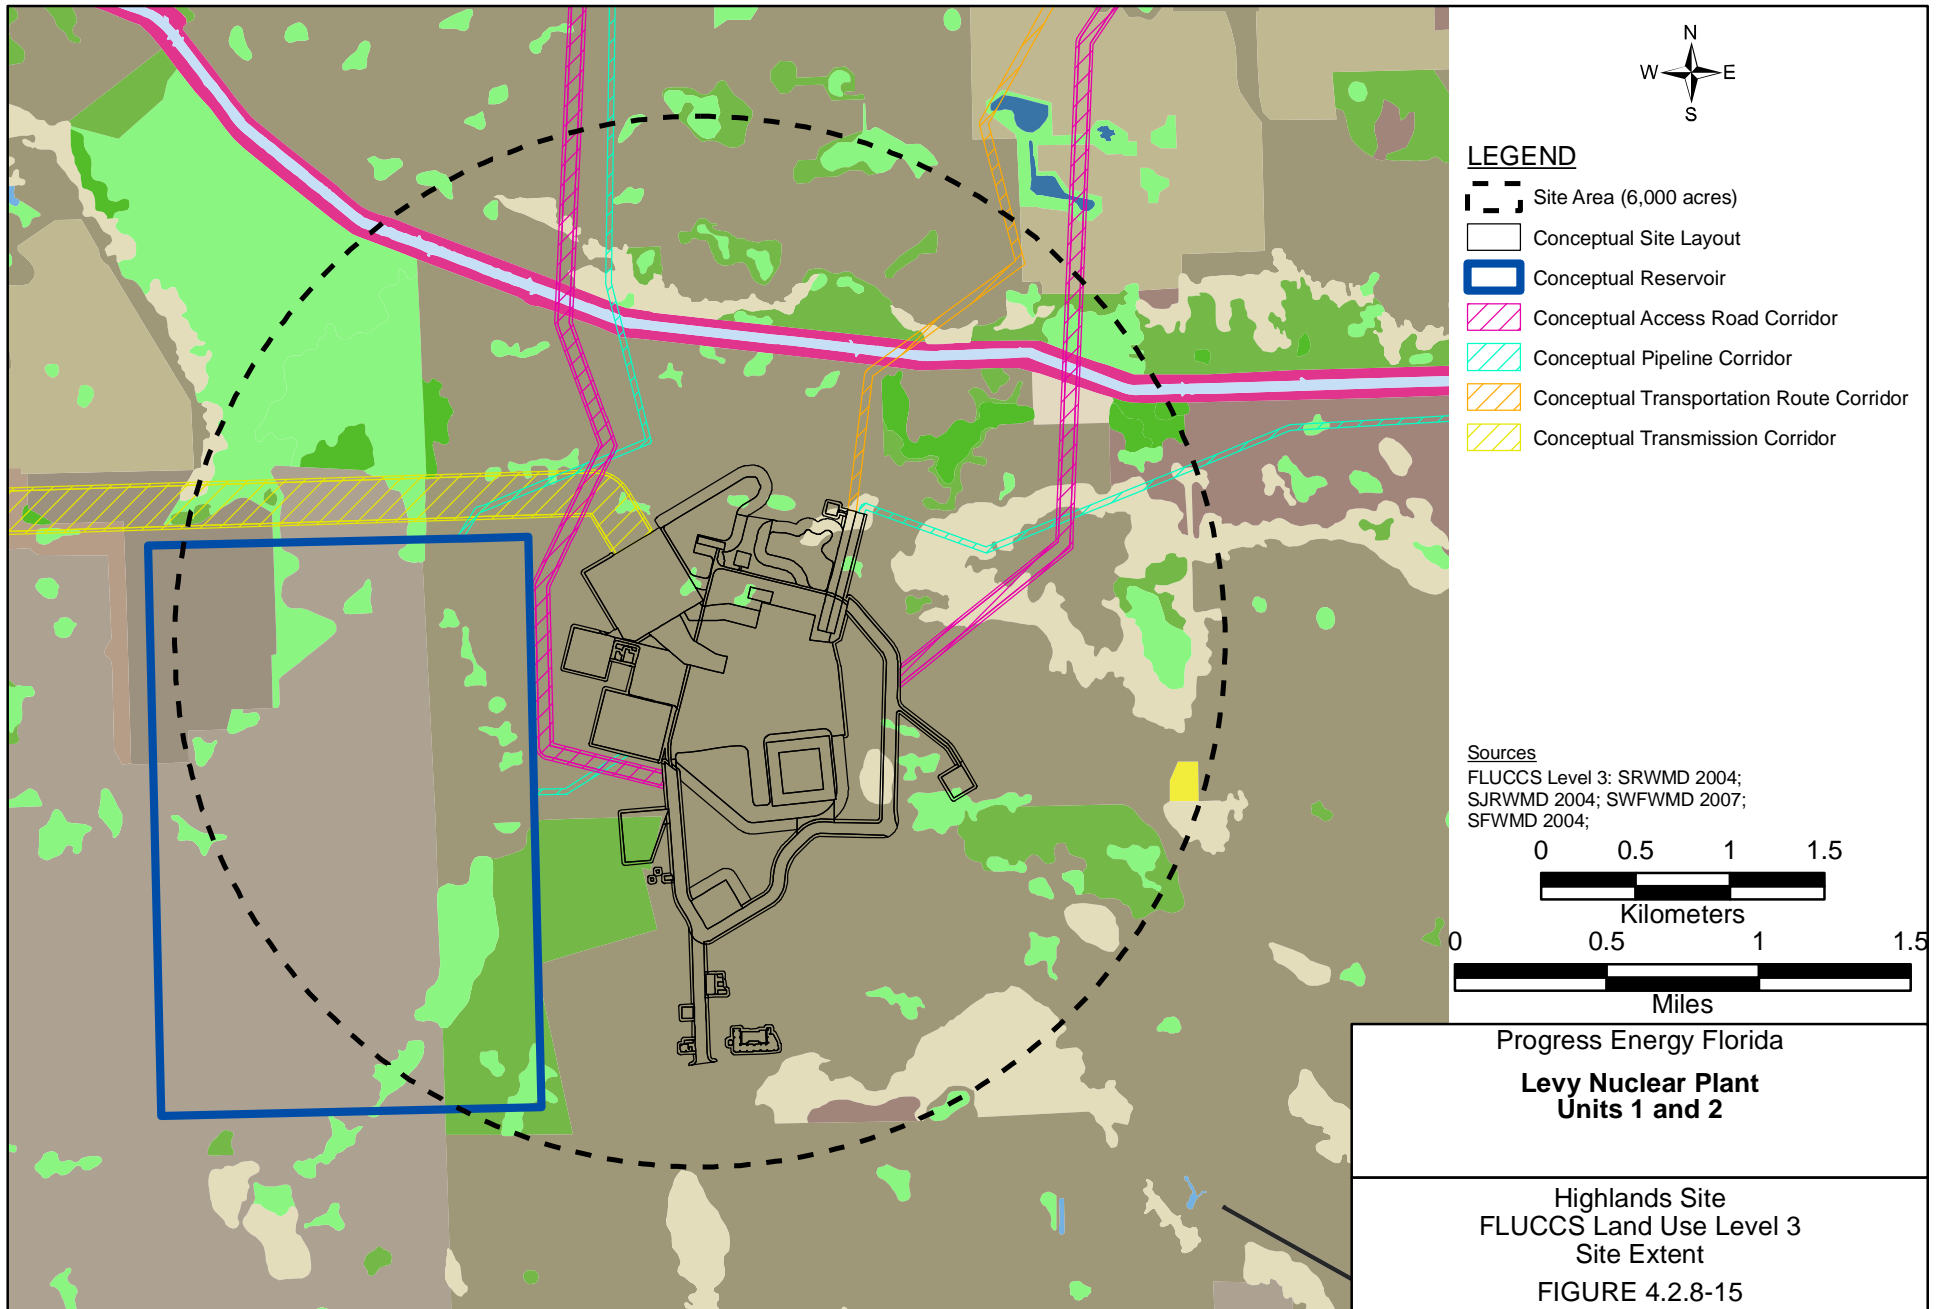 N
W E
S
LEGEND
Site Area (6,000 acres)
Conceptual Site Layout
Conceptual Reservoir
Conceptual Access Road Corridor
Conceptual Pipeline Corridor
Conceptual Transportation Route Corridor
Conceptual Transmission Corridor
Sources
FLUCCS Level 3: SRWMD 2004;
SJRWMD 2004; SWFWMD 2007;
SFWMD 2004;
0 0.5 1 1.5
Kilometers
0 0.5 1 1.5
Miles
Progress Energy Florida
Levy Nuclear Plant
Units 1 and 2
Highlands Site
FLUCCS Land Use Level 3
Site Extent
FIGURE 4.2.8-15